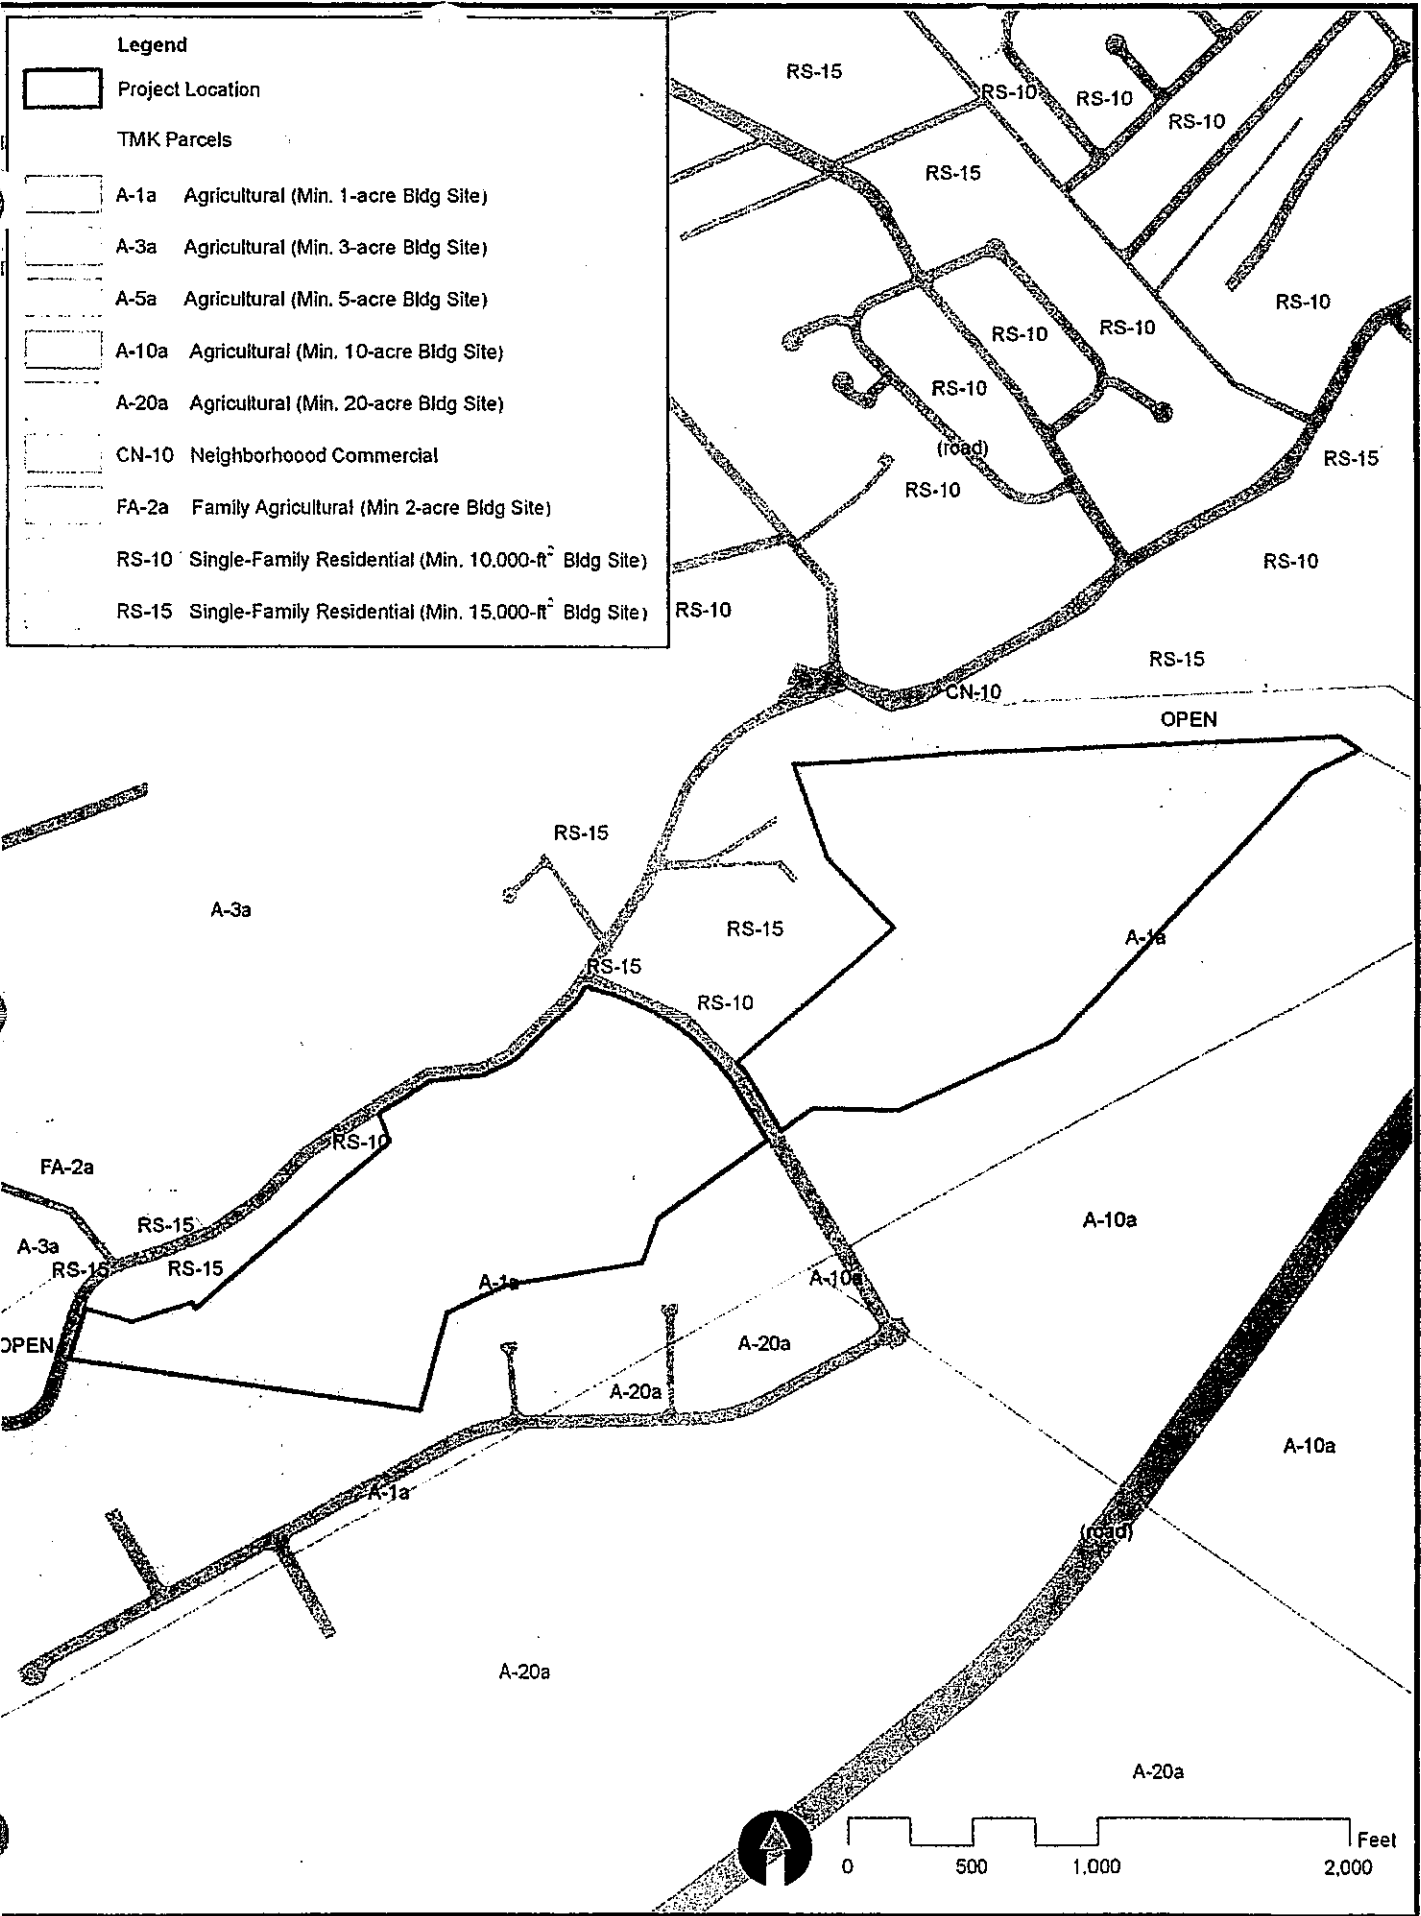 Legend
Project Location
TMK Parcels
A-1a Agricultural (Min. 1-acre Bldg Site)
A-3a Agricultural (Min. 3-acre Bldg Site)
A-5a Agricultural (Min. 5-acre Bldg Site)
A-10a Agricultural (Min. 10-acre Bldg Site)
A-20a Agricultural (Min. 20-acre Bldg Site)
CN-10 Neighborhoood Commercial
FA-2a Family Agricultural (Min 2-acre Bldg Site)
RS-10 Single-Family Residential (Min. 10.000-ft² Bldg Site)
RS-15 Single-Family Residential (Min. 15.000-ft² Bldg Site)
RS-15
RS-10
RS-10
RS-10
RS-15
RS-10
RS-10
RS-10
RS-10
(road)
RS-15
RS-10
RS-10
RS-10
RS-15
CN-10
OPEN
RS-15
A-3a
RS-15
A-1a
RS-15
RS-10
RS-10
FA-2a
RS-15
A-3a
RS-15
RS-15
A-10a
A-1a
A-10a
OPEN
A-20a
A-20a
A-10a
A-1a
(road)
A-20a
A-20a
Feet
0 500 1,000 2,000